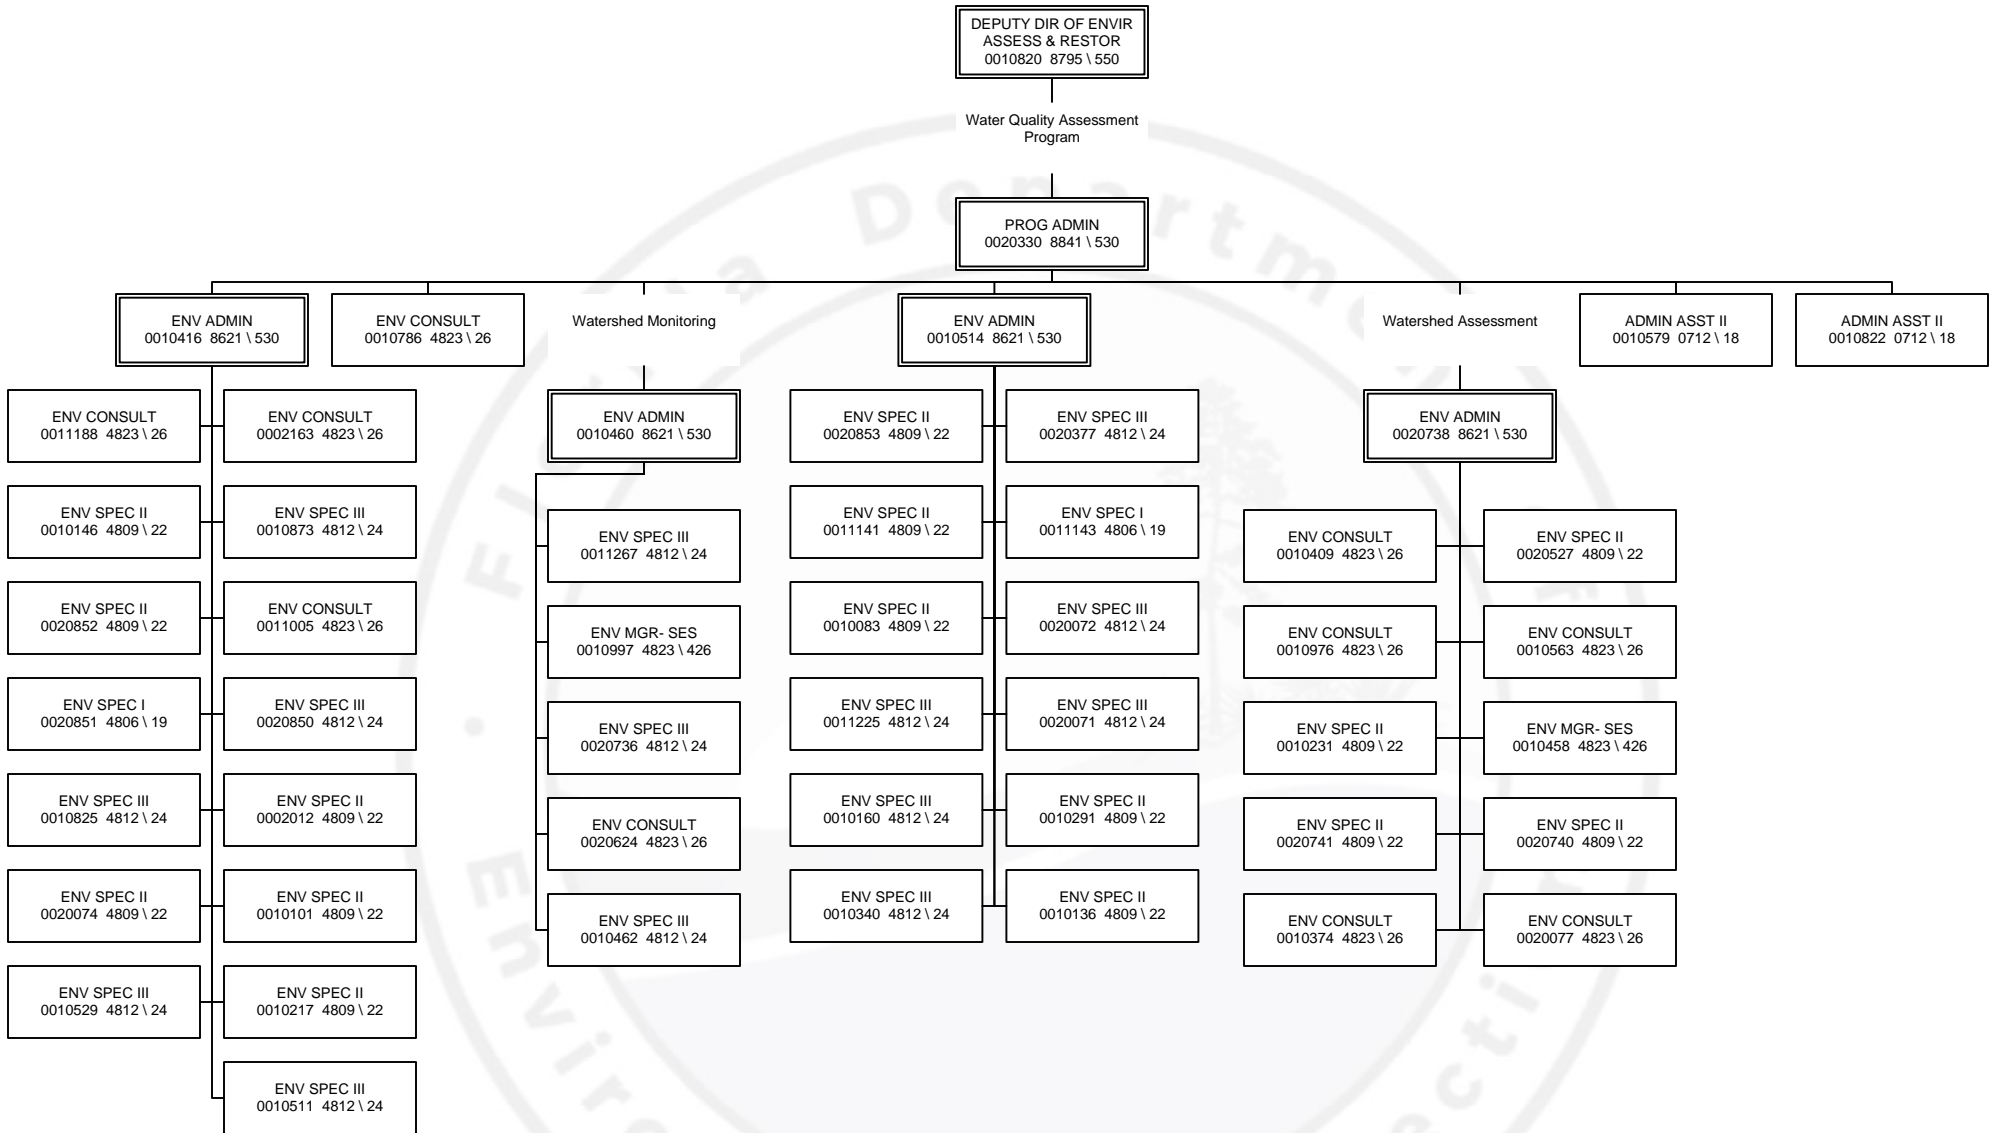 DEPUTY DIR OF ENVIR
ASSESS & RESTOR
0010820 8795 \ 550
Water Quality Assessment
Program
PROG ADMIN
0020330 8841 \ 530
ENV ADMIN
0010416 8621 \ 530
ENV CONSULT
0010786 4823 \ 26
Watershed Monitoring
ENV ADMIN
0010514 8621 \ 530
Watershed Assessment
ADMIN ASST II
0010579 0712 \ 18
ADMIN ASST II
0010822 0712 \ 18
ENV CONSULT
0011188 4823 \ 26
ENV CONSULT
0002163 4823 \ 26
ENV SPEC II
0010146 4809 \ 22
ENV SPEC III
0010873 4812 \ 24
ENV SPEC II
0020852 4809 \ 22
ENV CONSULT
0011005 4823 \ 26
ENV SPEC I
0020851 4806 \ 19
ENV SPEC III
0020850 4812 \ 24
ENV SPEC III
0010825 4812 \ 24
ENV SPEC II
0002012 4809 \ 22
ENV SPEC II
0020074 4809 \ 22
ENV SPEC II
0010101 4809 \ 22
ENV SPEC III
0010529 4812 \ 24
ENV SPEC II
0010217 4809 \ 22
ENV SPEC III
0010511 4812 \ 24
ENV ADMIN
0010460 8621 \ 530
ENV SPEC III
0011267 4812 \ 24
ENV MGR- SES
0010997 4823 \ 426
ENV SPEC III
0020736 4812 \ 24
ENV CONSULT
0020624 4823 \ 26
ENV SPEC III
0010462 4812 \ 24
ENV SPEC II
0020853 4809 \ 22
ENV SPEC III
0020377 4812 \ 24
ENV SPEC II
0011141 4809 \ 22
ENV SPEC I
0011143 4806 \ 19
ENV SPEC II
0010083 4809 \ 22
ENV SPEC III
0020072 4812 \ 24
ENV SPEC III
0011225 4812 \ 24
ENV SPEC III
0020071 4812 \ 24
ENV SPEC III
0010160 4812 \ 24
ENV SPEC II
0010291 4809 \ 22
ENV SPEC III
0010340 4812 \ 24
ENV SPEC II
0010136 4809 \ 22
ENV ADMIN
0020738 8621 \ 530
ENV CONSULT
0010409 4823 \ 26
ENV SPEC II
0020527 4809 \ 22
ENV CONSULT
0010976 4823 \ 26
ENV CONSULT
0010563 4823 \ 26
ENV SPEC II
0010231 4809 \ 22
ENV MGR- SES
0010458 4823 \ 426
ENV SPEC II
0020741 4809 \ 22
ENV SPEC II
0020740 4809 \ 22
ENV CONSULT
0010374 4823 \ 26
ENV CONSULT
0020077 4823 \ 26